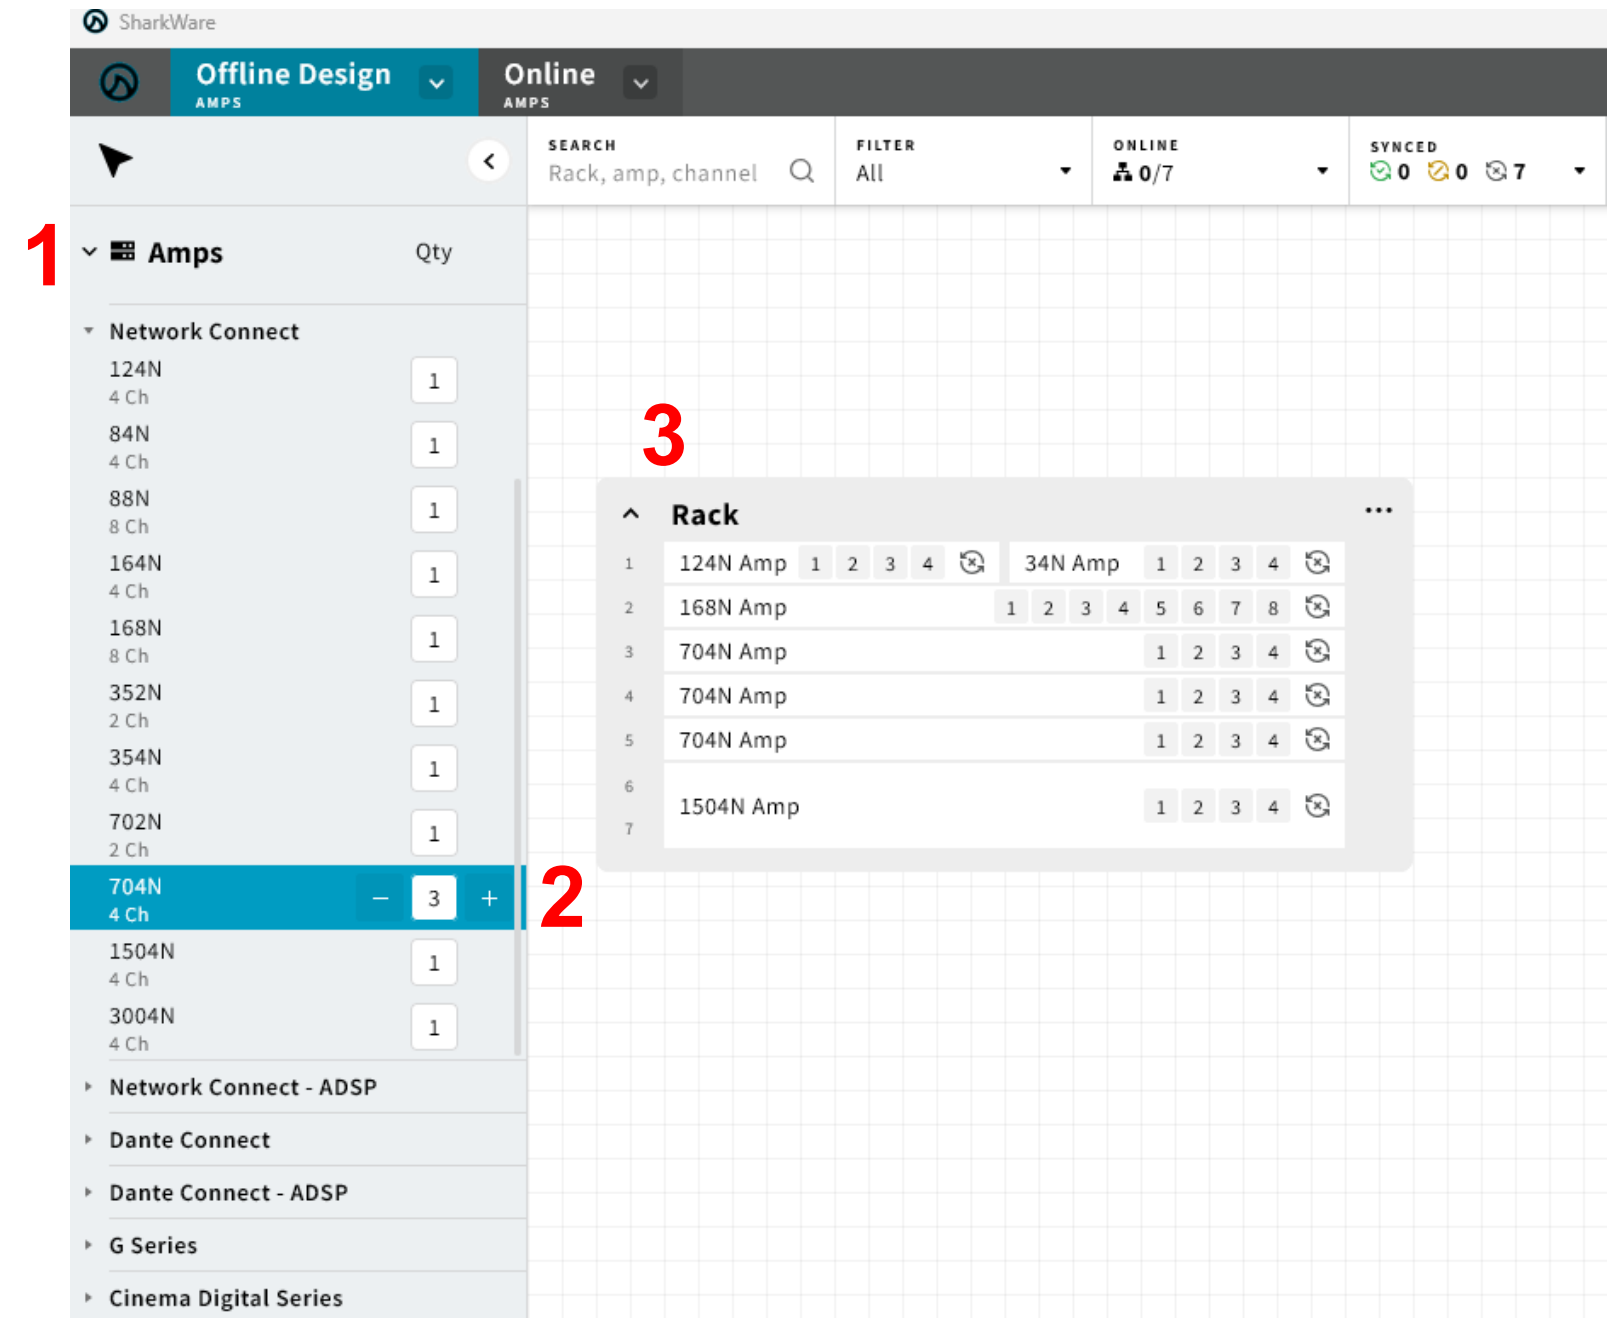 SharkWare
Offline Design
AMPS
Online
AMPS
SEARCH
Rack, amp, channel
FILTER
All
ONLINE
0/7
SYNCED
0 0 7
1
Amps Qty
Network Connect
124N
4 Ch
1
84N
4 Ch
1
88N
8 Ch
1
164N
4 Ch
1
168N
8 Ch
1
352N
2 Ch
1
354N
4 Ch
1
702N
2 Ch
1
704N
4 Ch
− 3 +
2
1504N
4 Ch
1
3004N
4 Ch
1
Network Connect - ADSP
Dante Connect
Dante Connect - ADSP
G Series
Cinema Digital Series
3
Rack ...
1 124N Amp 1 2 3 4 34N Amp 1 2 3 4
2 168N Amp 1 2 3 4 5 6 7 8
3 704N Amp 1 2 3 4
4 704N Amp 1 2 3 4
5 704N Amp 1 2 3 4
6
1504N Amp 1 2 3 4
7